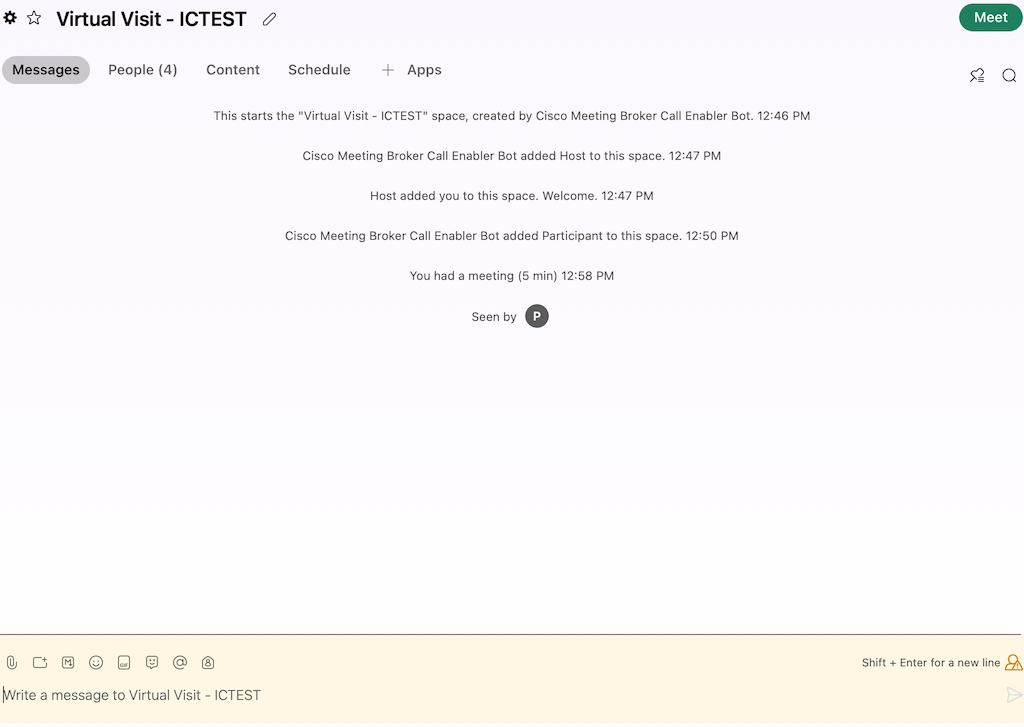 Virtual Visit - ICTEST
Meet
Messages People (4) Content Schedule + Apps
This starts the "Virtual Visit - ICTEST" space, created by Cisco Meeting Broker Call Enabler Bot. 12:46 PM
Cisco Meeting Broker Call Enabler Bot added Host to this space. 12:47 PM
Host added you to this space. Welcome. 12:47 PM
Cisco Meeting Broker Call Enabler Bot added Participant to this space. 12:50 PM
You had a meeting (5 min) 12:58 PM
Seen by P
M GIF @ Shift + Enter for a new line
Write a message to Virtual Visit - ICTEST